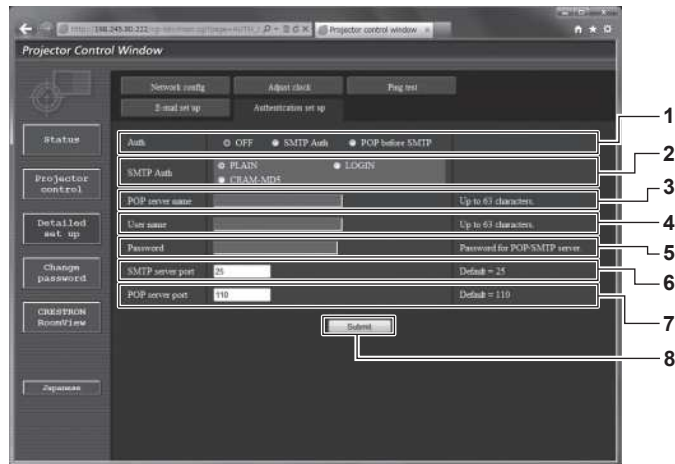 Projector control window
Projector Control Window
Network config
Adjust clock
Ping test
E-mail set up
Authentication set up
Status
Projector
control
Detailed
set up
Change
password
CRESTRON
RoomView
Japanese
Auth
OFF
SMTP Auth
POP before SMTP
1
SMTP Auth
PLAIN
LOGIN
CRAM-MD5
2
POP server name
Up to 63 characters.
3
User name
Up to 63 characters.
4
Password
Password for POP-SMTP server
5
SMTP server port
25
Default = 25
6
POP server port
110
Default = 110
7
Submit
8